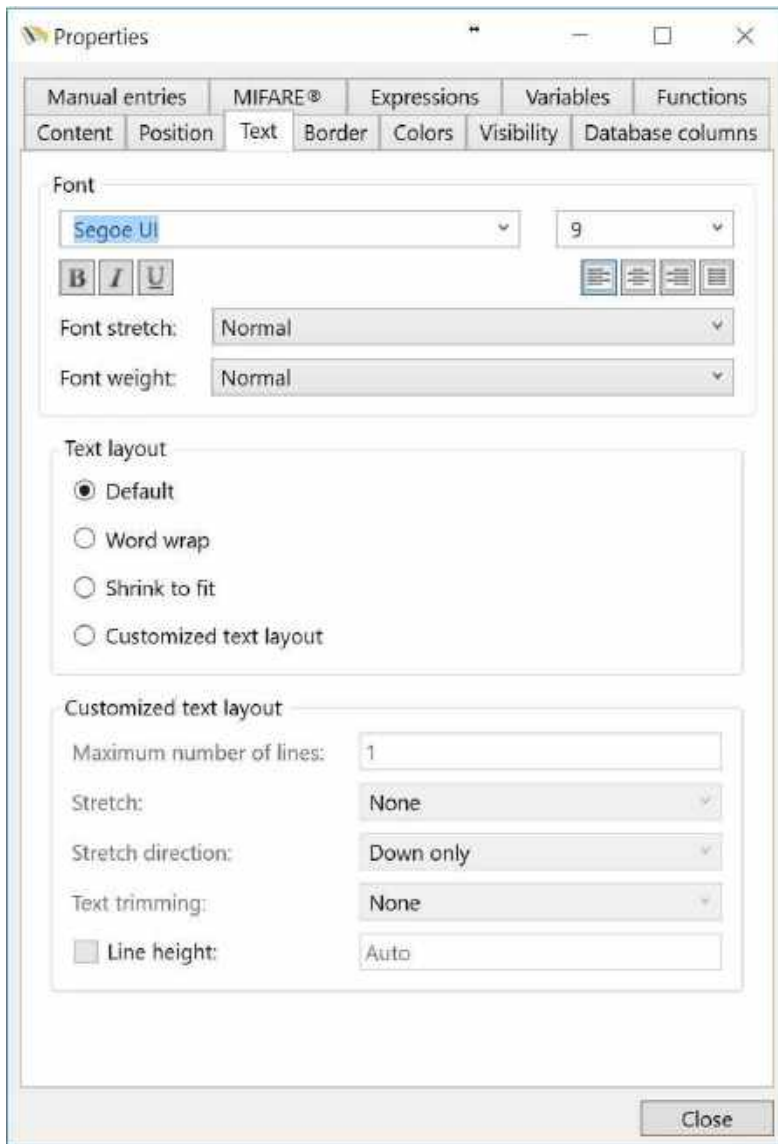 Properties
Manual entries MIFARE® Expressions Variables Functions
Content Position Text Border Colors Visibility Database columns
Font
Segoe UI 9
B I U
Font stretch: Normal
Font weight: Normal
Text layout
Default
Word wrap
Shrink to fit
Customized text layout
Customized text layout
Maximum number of lines: 1
Stretch: None
Stretch direction: Down only
Text trimming: None
Line height: Auto
Close